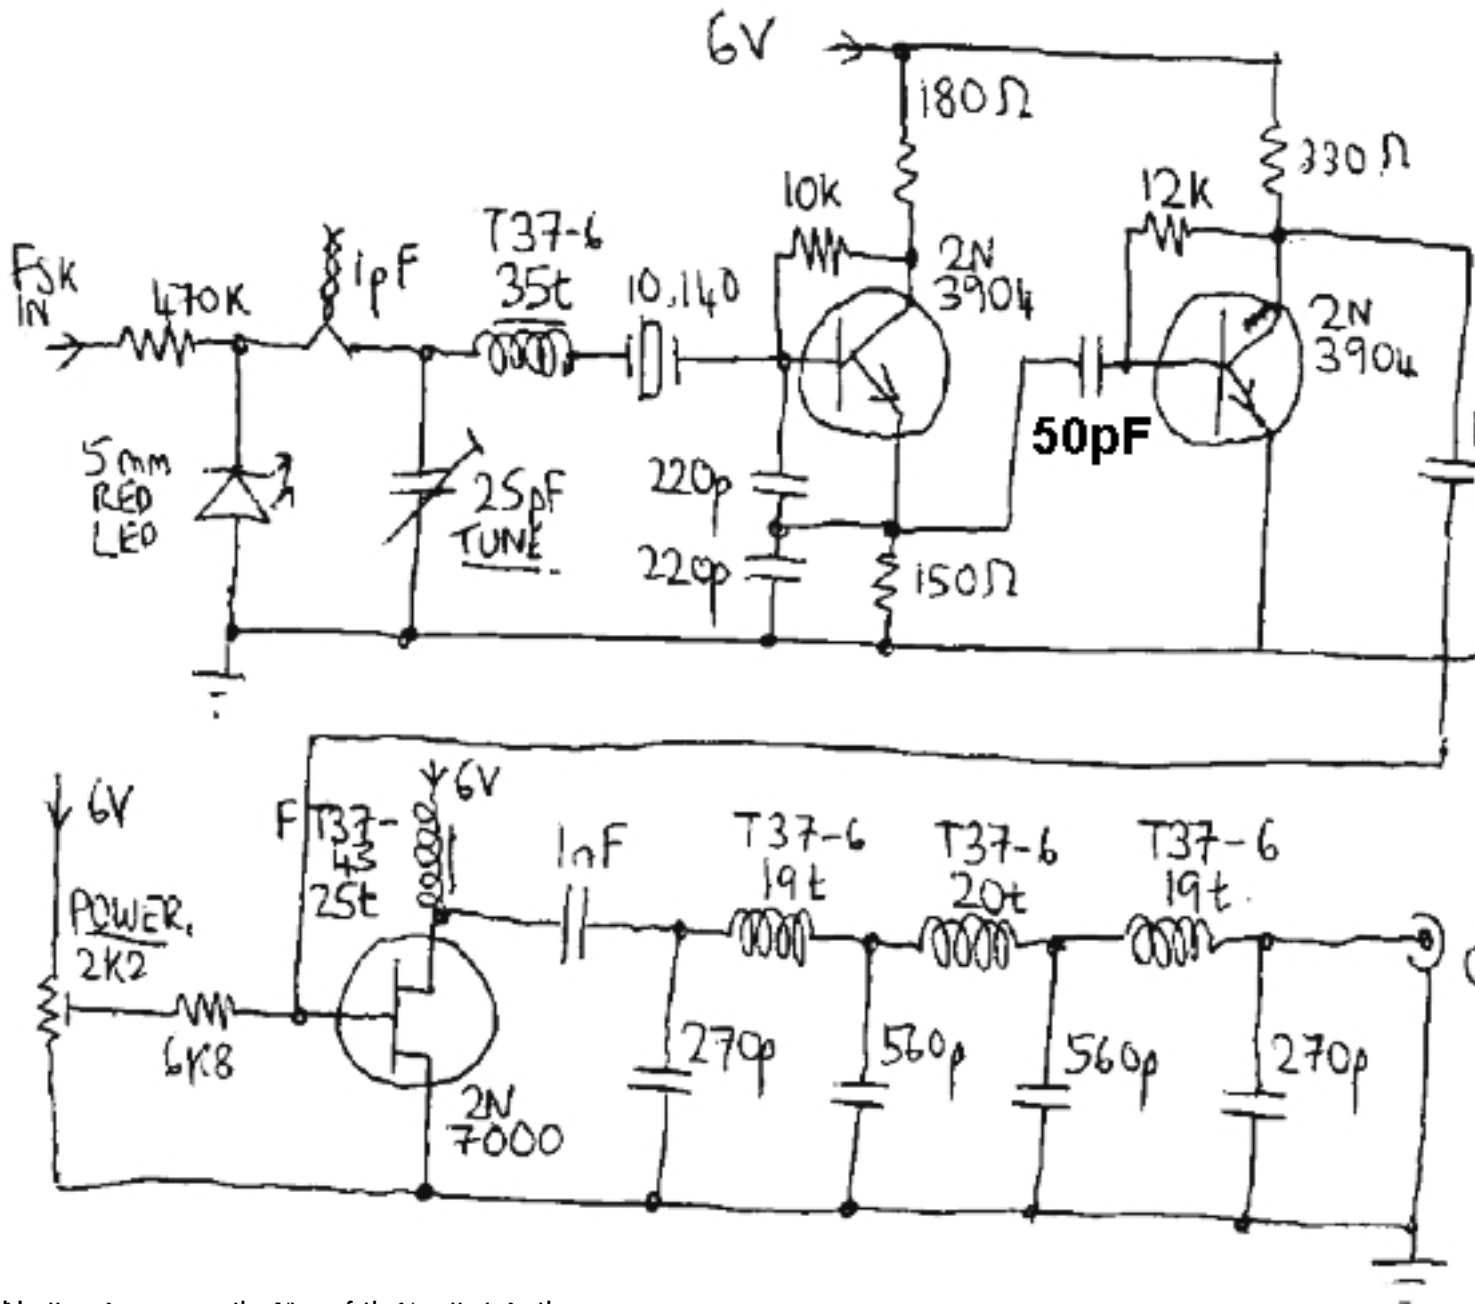 6V
180Ω
330Ω
10K
12K
T37-6
35t
1pF
10,140
2N
3904
2N
3904
FSK
IN
470K
50pF
5mm
RED
LED
25pF
TUNE
220p
220p
150Ω
6V
6V
F T37-
43
25t
1nF
T37-6
19t
T37-6
20t
T37-6
19t
POWER.
2K2
6K8
270p
560p
560p
270p
2N
7000